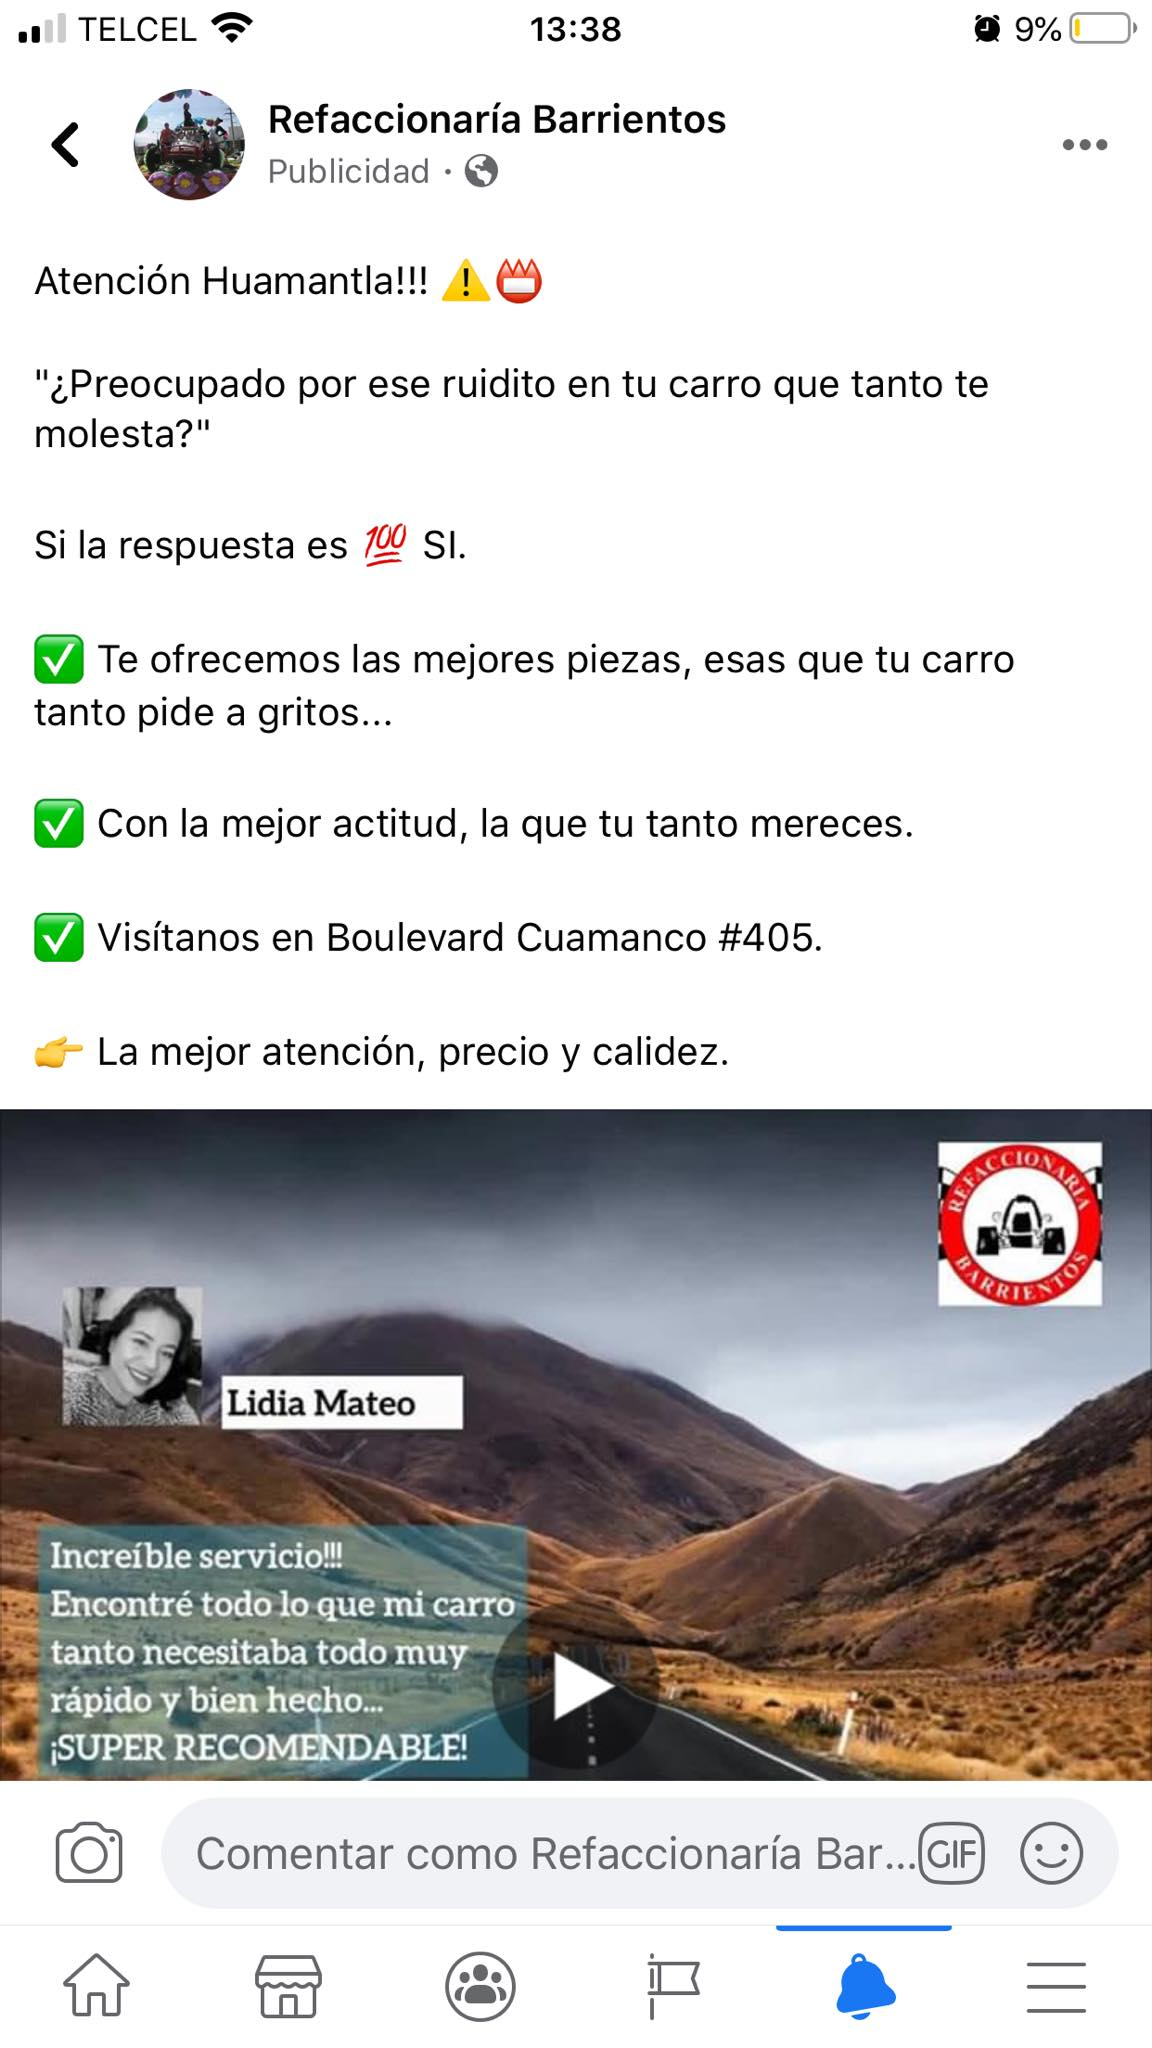 TELCEL 13:38 9%
Refaccionaría Barrientos
Publicidad ·
Atención Huamantla!!! ⚠️📛
"¿Preocupado por ese ruidito en tu carro que tanto te
molesta?"
Si la respuesta es 💯 SI.
✅ Te ofrecemos las mejores piezas, esas que tu carro
tanto pide a gritos...
✅ Con la mejor actitud, la que tu tanto mereces.
✅ Visítanos en Boulevard Cuamanco #405.
👉 La mejor atención, precio y calidez.
REFACCIONARIA
BARRIENTOS
Lidia Mateo
Increíble servicio!!!
Encontré todo lo que mi carro
tanto necesitaba todo muy
rápido y bien hecho...
¡SUPER RECOMENDABLE!
Comentar como Refaccionaría Bar... GIF